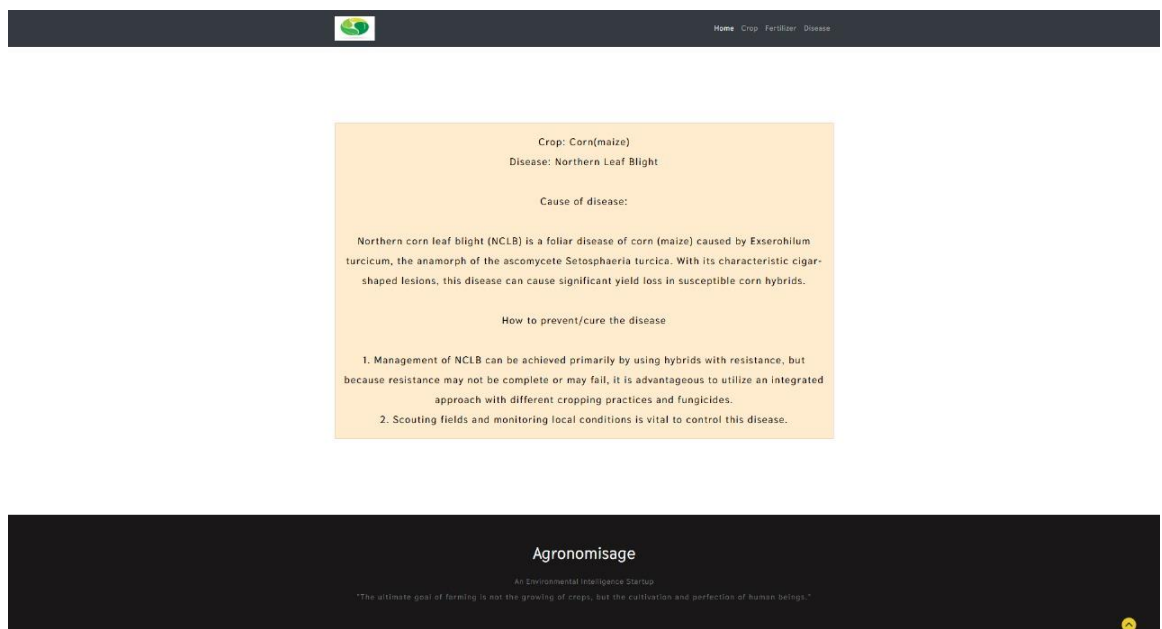 Home Crop Fertilizer Disease
Crop: Corn(maize)
Disease: Northern Leaf Blight
Cause of disease:
Northern corn leaf blight (NCLB) is a foliar disease of corn (maize) caused by Exserohilum
turcicum, the anamorph of the ascomycete Setosphaeria turcica. With its characteristic cigar-
shaped lesions, this disease can cause significant yield loss in susceptible corn hybrids.
How to prevent/cure the disease
1. Management of NCLB can be achieved primarily by using hybrids with resistance, but
because resistance may not be complete or may fail, it is advantageous to utilize an integrated
approach with different cropping practices and fungicides.
2. Scouting fields and monitoring local conditions is vital to control this disease.
Agronomisage
An Environmental Intelligence Startup
"The ultimate goal of farming is not the growing of crops, but the cultivation and perfection of human beings."